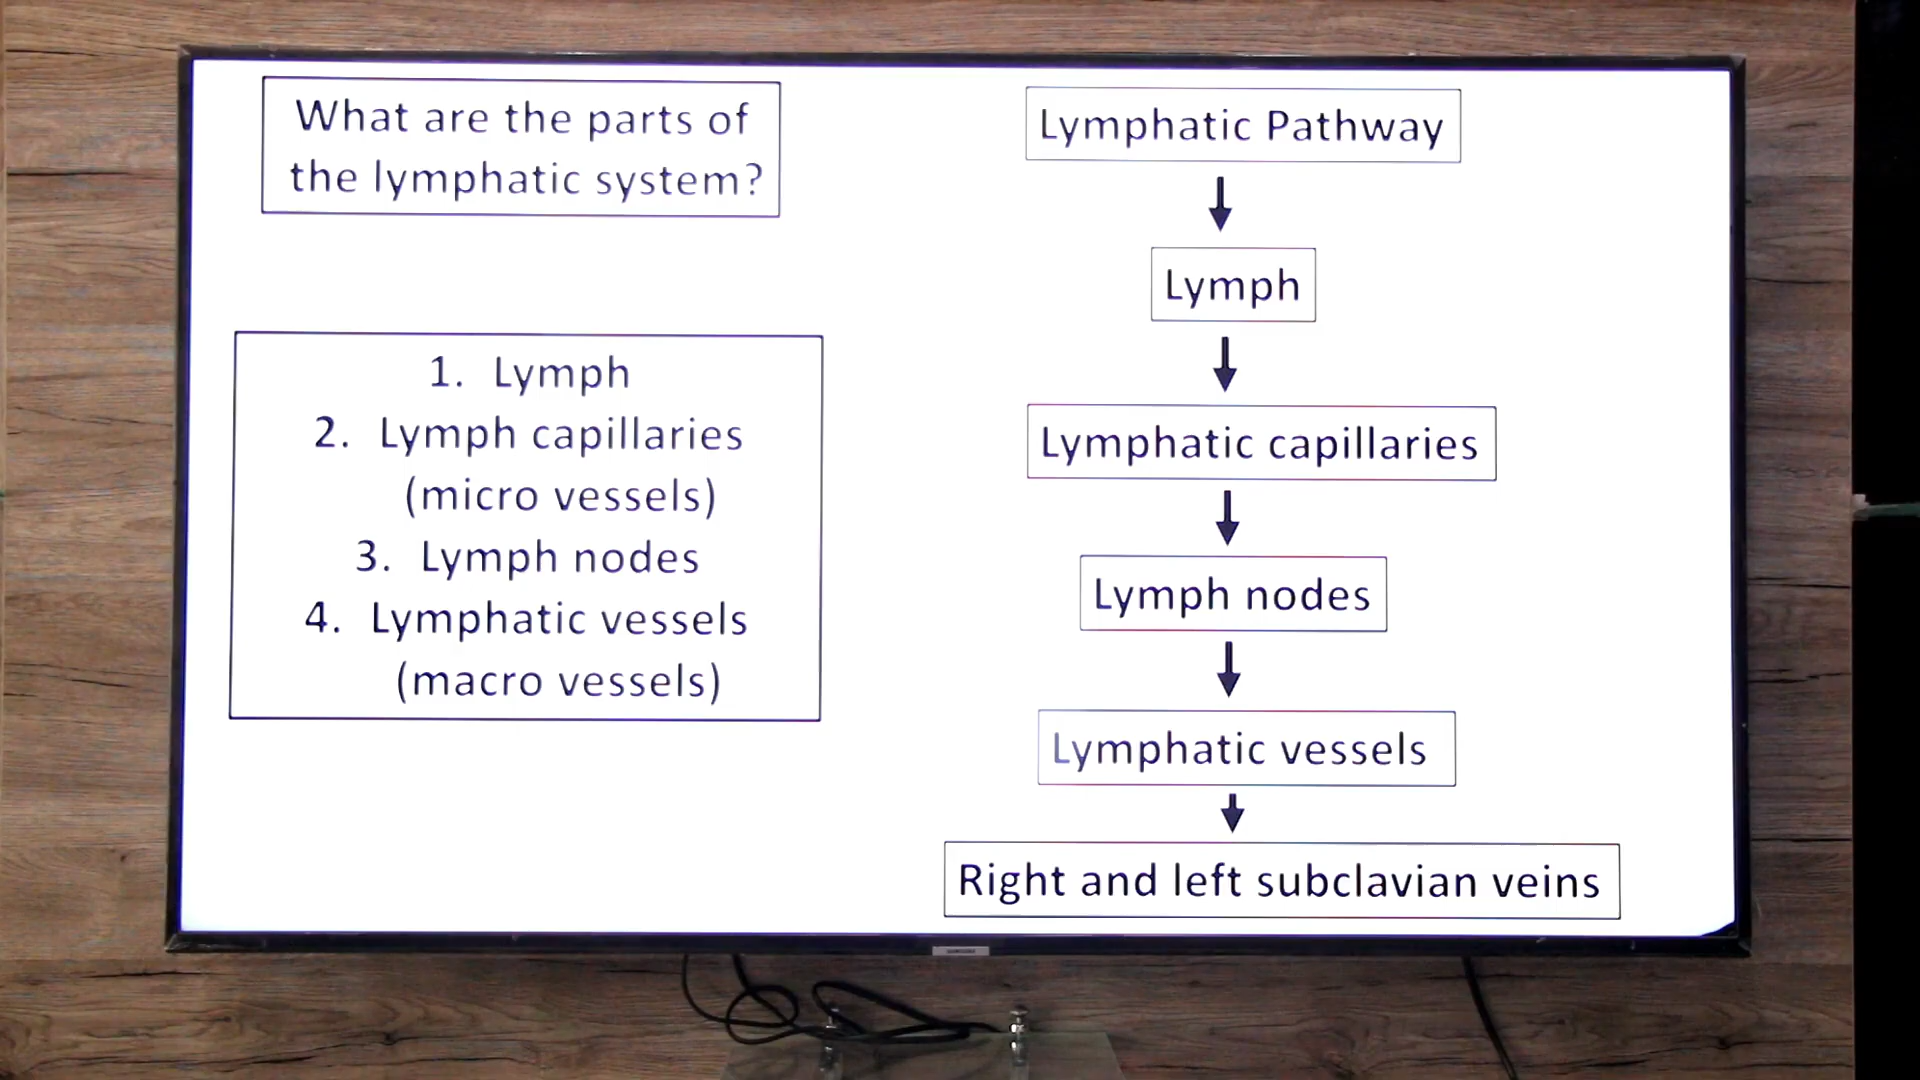 What are the parts of
the lymphatic system?
1. Lymph
2. Lymph capillaries
(micro vessels)
3. Lymph nodes
4. Lymphatic vessels
(macro vessels)
Lymphatic Pathway
Lymph
Lymphatic capillaries
Lymph nodes
Lymphatic vessels
Right and left subclavian veins